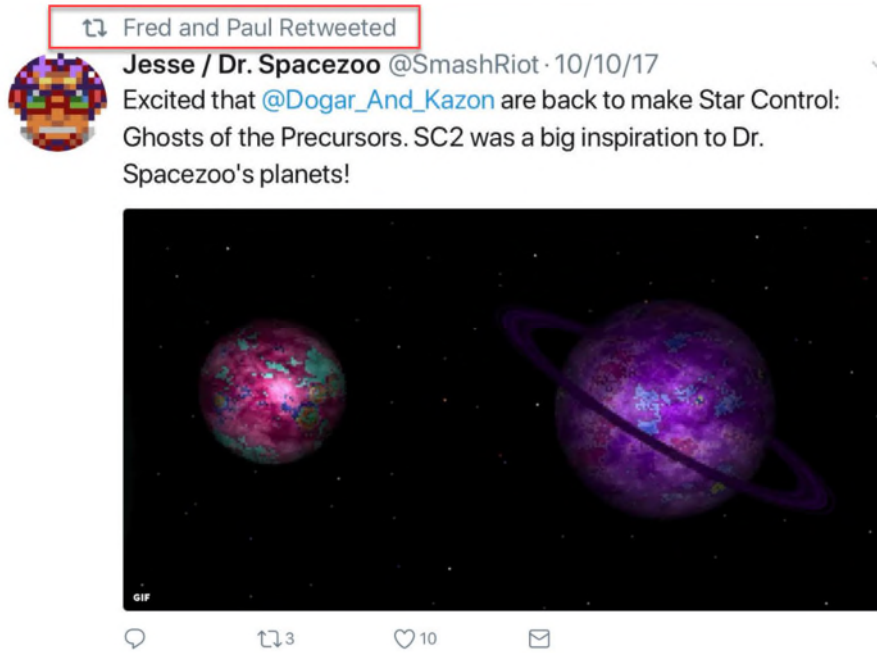 Fred and Paul Retweeted
Jesse / Dr. Spacezoo @SmashRiot · 10/10/17
Excited that @Dogar_And_Kazon are back to make Star Control:
Ghosts of the Precursors. SC2 was a big inspiration to Dr.
Spacezoo's planets!
GIF
3 10